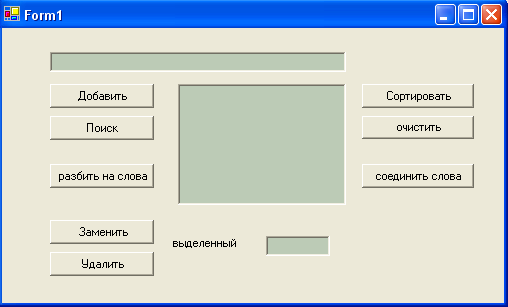 Form1
Добавить
Сортировать
Поиск
очистить
разбить на слова
соединить слова
Заменить
выделенный
Удалить